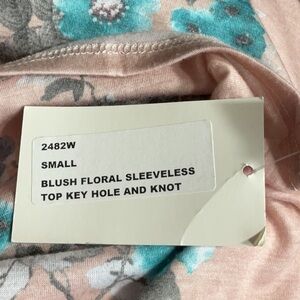 2482W
SMALL
BLUSH FLORAL SLEEVELESS
TOP KEY HOLE AND KNOT